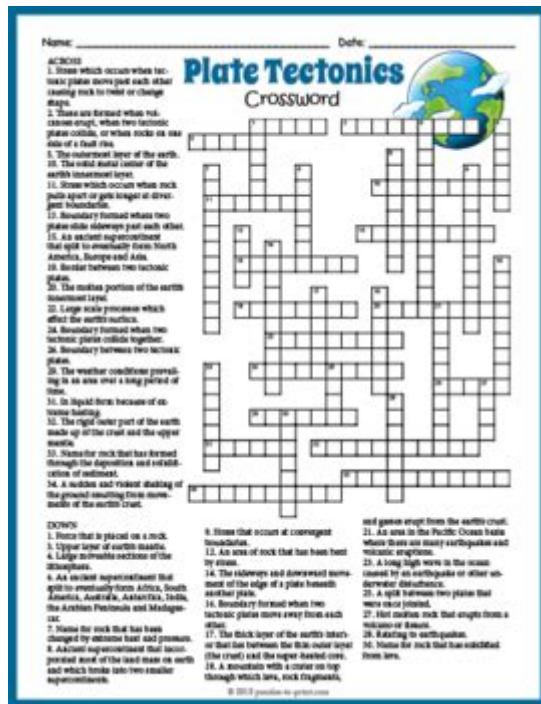 Name: Date:
Plate Tectonics
Crossword
ACROSS
1. Stress which occurs when tec-
tonic plates move past each other
causing rock to twist or change
shape.
2. These are formed when vol-
canoes erupt, when two tectonic
plates collide, or when rocks on one
side of a fault rise.
5. The outermost layer of the earth.
10. The solid metal center of the
earth's innermost layer.
11. Stress which occurs when rock
pulls apart or gets longer at diver-
gent boundaries.
13. Boundary formed where two
plates slide sideways past each other.
15. An ancient supercontinent
that split to eventually form North
America, Europe and Asia.
19. Border between two tectonic
plates.
20. The molten portion of the earth's
innermost layer.
22. Large scale processes which
effect the earth's surface.
24. Boundary formed when two
tectonic plates collide together.
26. Boundary between two tectonic
plates.
29. The weather conditions prevail-
ing in an area over a long period of
time.
31. In liquid form because of ex
treme heating.
32. The rigid outer part of the earth
made up of the crust and the upper
mantle.
33. Name for rock that has formed
through the deposition and solidifi-
cation of sediment.
34. A sudden and violent shaking of
the ground resulting from move-
ments of the earth's crust.
DOWN
1. Force that is placed on a rock.
3. Upper layer of earth's mantle.
4. Large moveable sections of the
lithosphere.
6. An ancient supercontinent that
split to eventually form Africa, South
America, Australia, Antarctica, India,
the Arabian Peninsula and Madagas-
car.
7. Name for rock that has been
changed by extreme heat and pressure.
8. Ancient supercontinent that incor-
porated most of the land mass on earth
and which broke into two smaller
supercontinents.
9. Stress that occurs at convergent
boundaries.
12. An area of rock that has been bent
by stress.
14. The sideways and downward move-
ment of the edge of a plate beneath
another plate.
16. Boundary formed when two
tectonic plates move away from each
other.
17. The thick layer of the earth's interi-
or that lies between the thin outer layer
(the crust) and the super-heated core.
18. A mountain with a crater on top
through which lava, rock fragments,
and gasses erupt from the earth's crust.
21. An area in the Pacific Ocean basin
where there are many earthquakes and
volcanic eruptions.
23. A long high wave in the ocean
caused by an earthquake or other un-
derwater disturbance.
25. A split between two plates that
were once joined.
27. Hot molten rock that erupts from a
volcano or fissure.
28. Relating to earthquakes.
30. Name for rock that has solidified
from lava.
puzzles-to-print.com